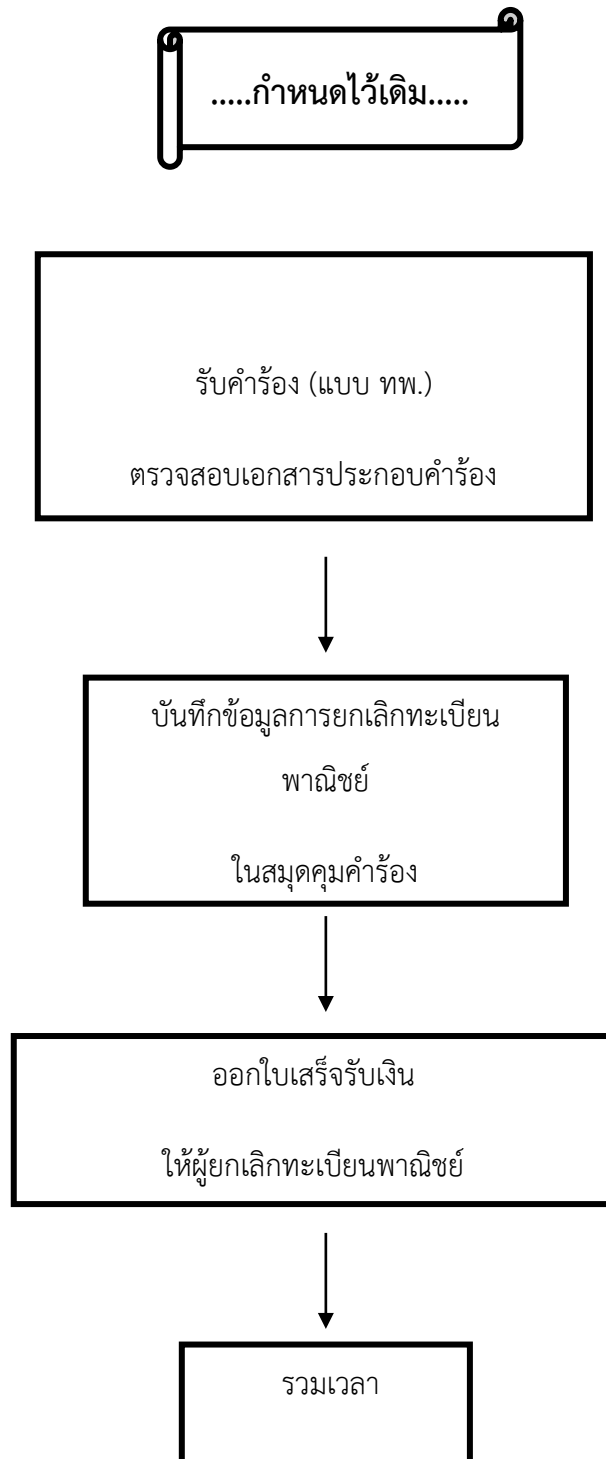 .....กำหนดไว้เดิม.....
รับคำร้อง (แบบ ทพ.)
ตรวจสอบเอกสารประกอบคำร้อง
บันทึกข้อมูลการยกเลิกทะเบียน
พาณิชย์
ในสมุดคุมคำร้อง
ออกใบเสร็จรับเงิน
ให้ผู้ยกเลิกทะเบียนพาณิชย์
รวมเวลา